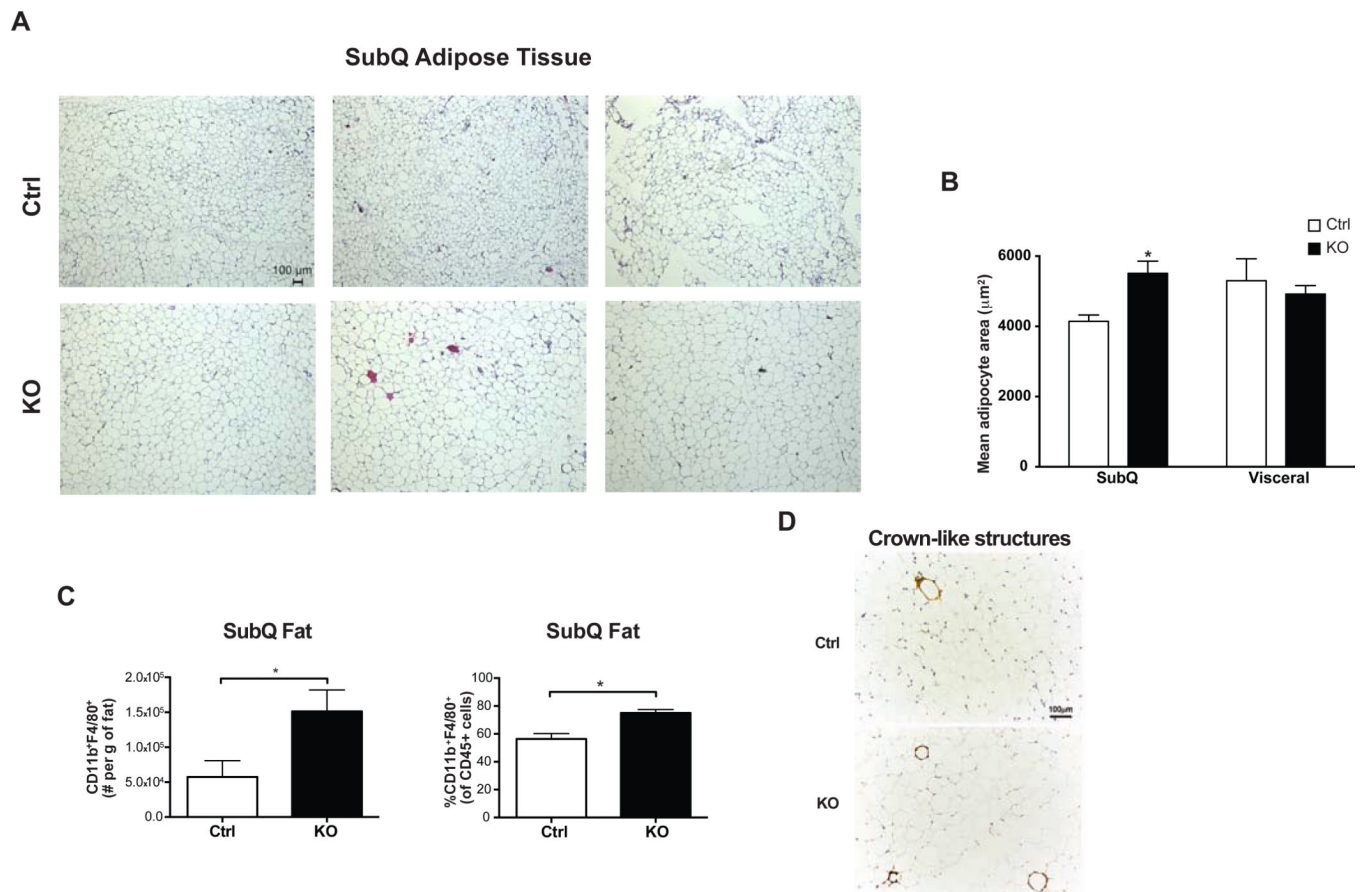 A
SubQ Adipose Tissue
Ctrl
100 µm
KO
B
Ctrl
KO
*
Mean adipocyte area (µm²)
6000
4000
2000
0
SubQ
Visceral
C
SubQ Fat
*
CD11b⁺F4/80⁺
(# per g of fat)
2.0x10⁵
1.5x10⁵
1.0x10⁵
5.0x10⁴
0.0
Ctrl
KO
SubQ Fat
*
%CD11b⁺F4/80⁺
(of CD45+ cells)
100
80
60
40
20
0
Ctrl
KO
D
Crown-like structures
Ctrl
100µm
KO